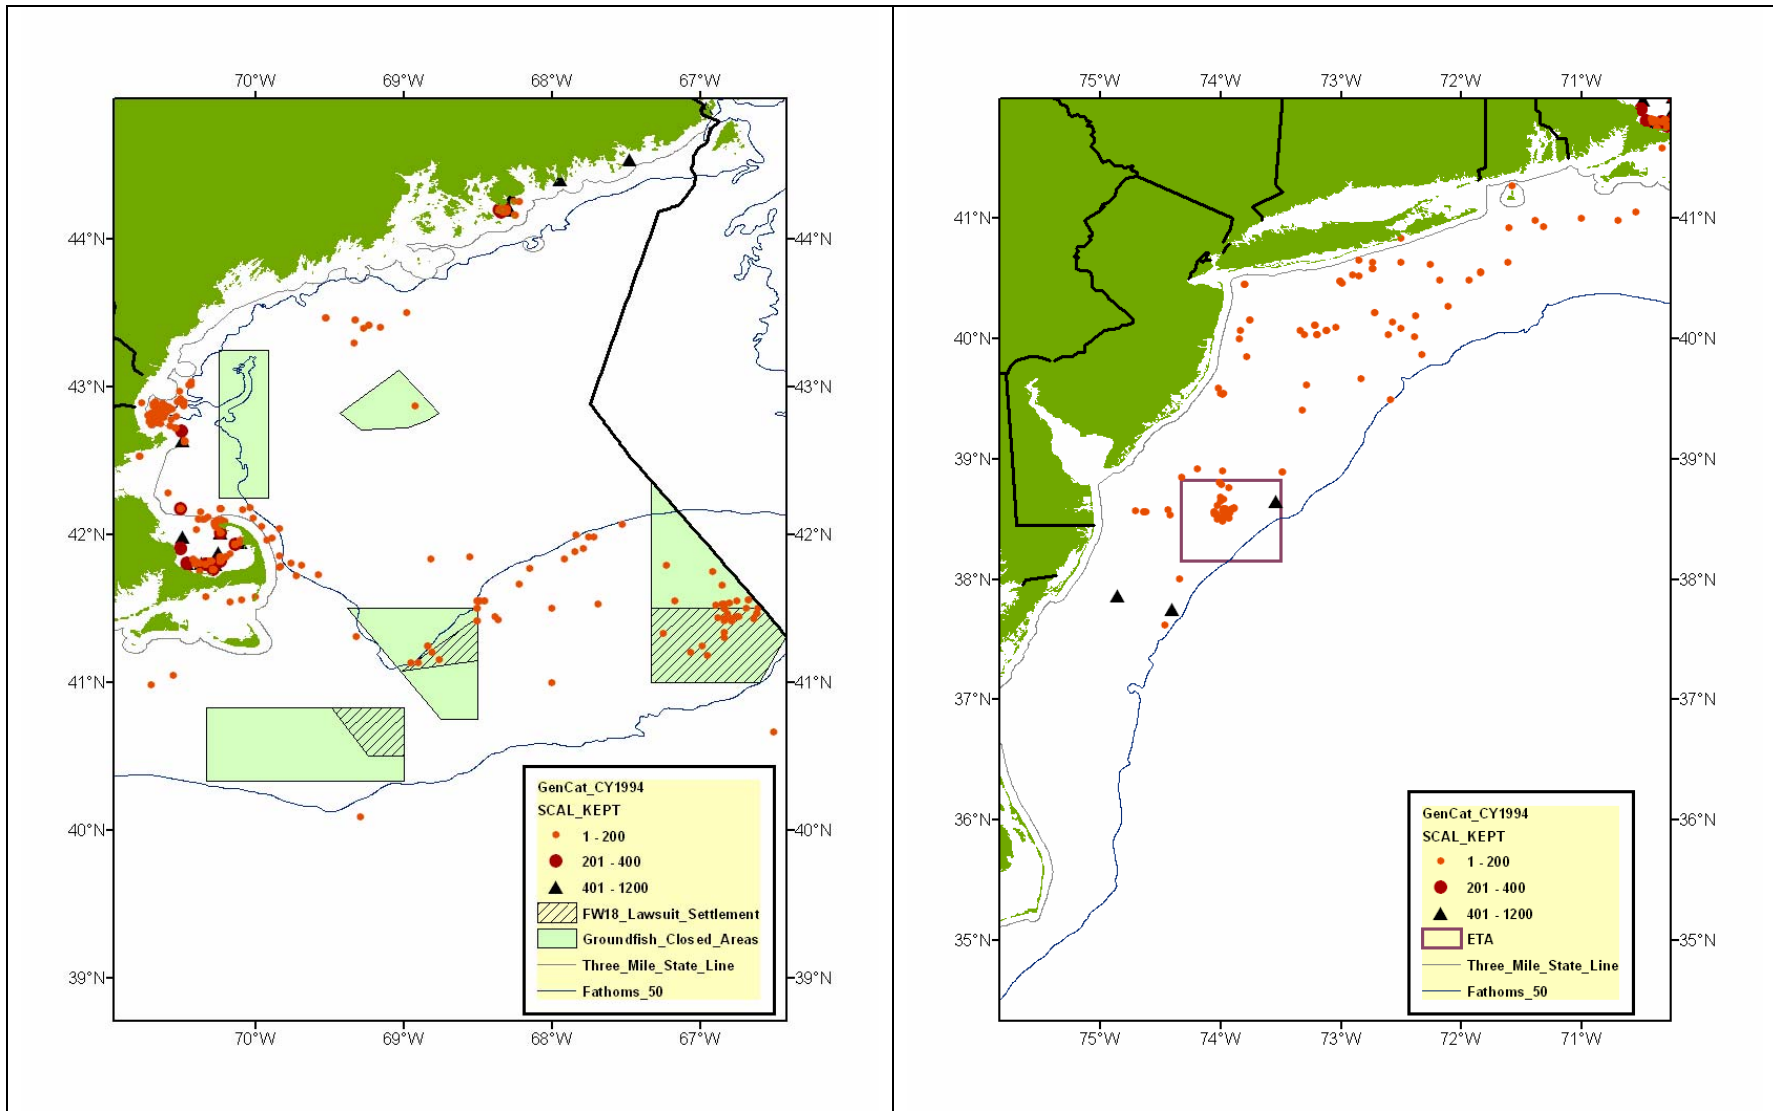 70°W 69°W 68°W 67°W
44°N 44°N
43°N 43°N
42°N 42°N
41°N 41°N
40°N 40°N
39°N 39°N
70°W 69°W 68°W 67°W
GenCat_CY1994
SCAL_KEPT
1 - 200
201 - 400
401 - 1200
FW18_Lawsuit_Settlement
Groundfish_Closed_Areas
Three_Mile_State_Line
Fathoms_50
75°W 74°W 73°W 72°W 71°W
41°N 41°N
40°N 40°N
39°N 39°N
38°N 38°N
37°N 37°N
36°N 36°N
35°N 35°N
75°W 74°W 73°W 72°W 71°W
GenCat_CY1994
SCAL_KEPT
1 - 200
201 - 400
401 - 1200
ETA
Three_Mile_State_Line
Fathoms_50